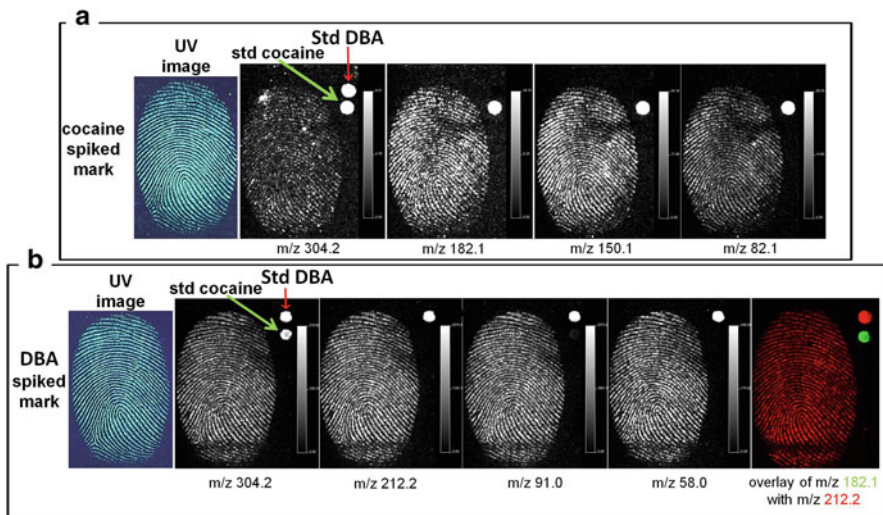 a
UV
image
std cocaine
Std DBA
cocaine
spiked
mark
m/z 304.2
m/z 182.1
m/z 150.1
m/z 82.1
b
UV
image
std cocaine
Std DBA
DBA
spiked
mark
m/z 304.2
m/z 212.2
m/z 91.0
m/z 58.0
overlay of m/z 182.1
with m/z 212.2